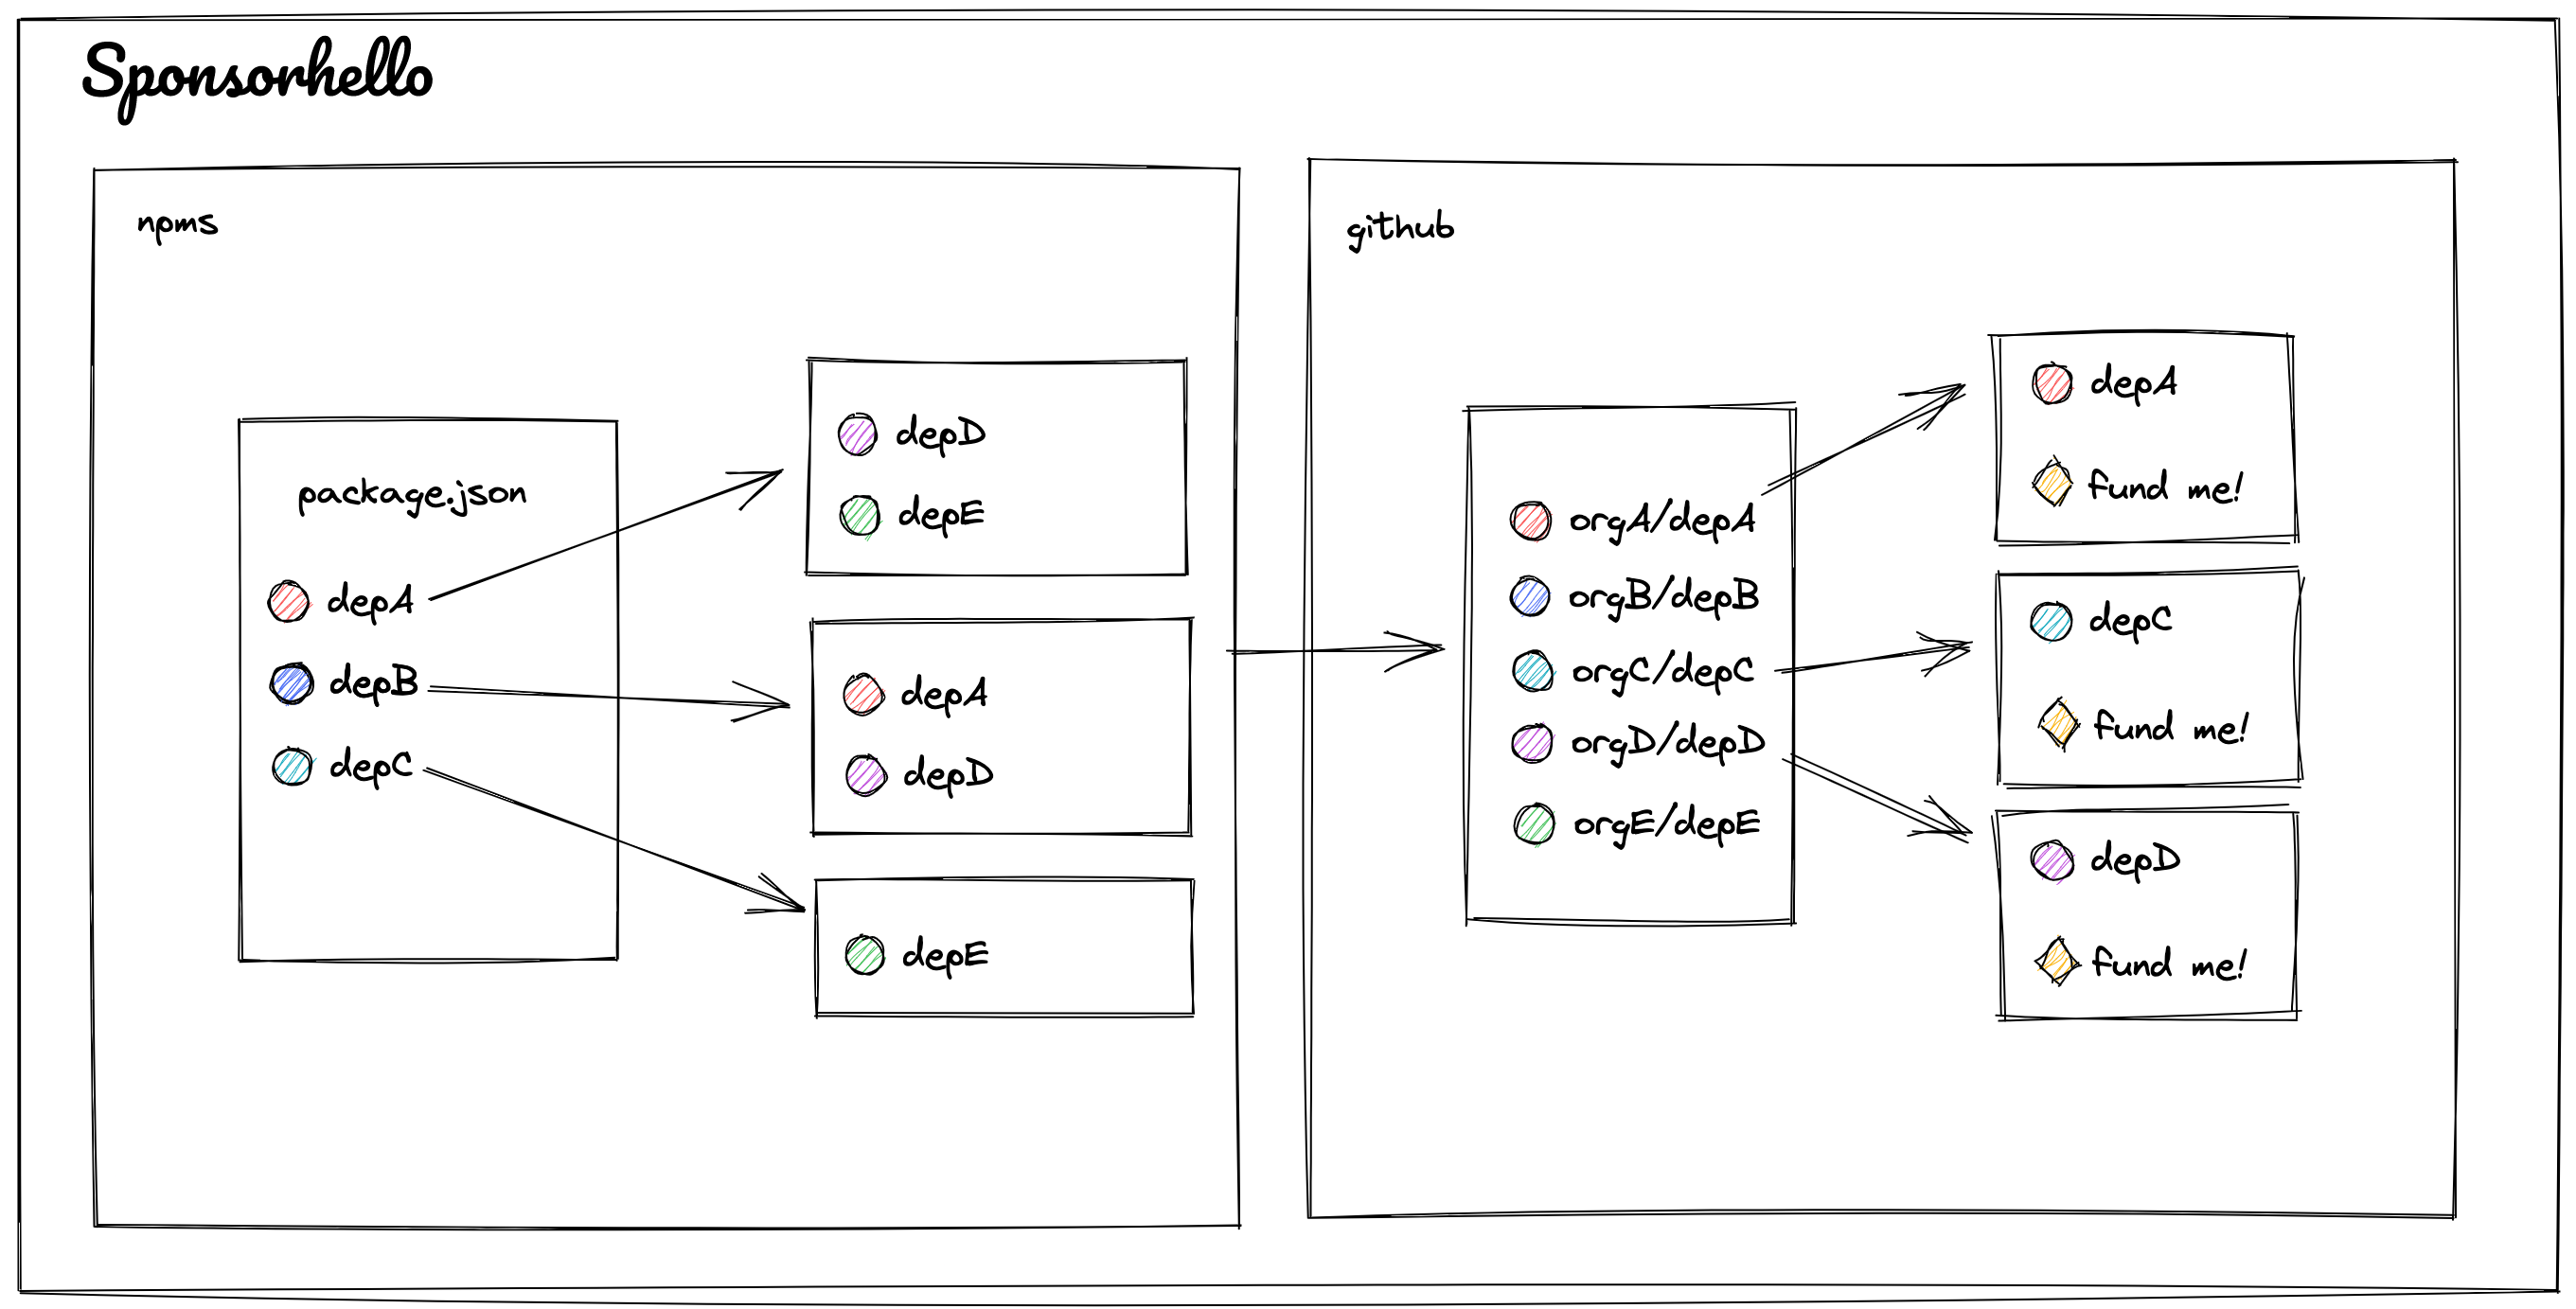 Sponsorhello
npms
package.json
depA
depB
depC
depD
depE
depA
depD
depE
github
orgA/depA
orgB/depB
orgC/depC
orgD/depD
orgE/depE
depA
fund me!
depC
fund me!
depD
fund me!